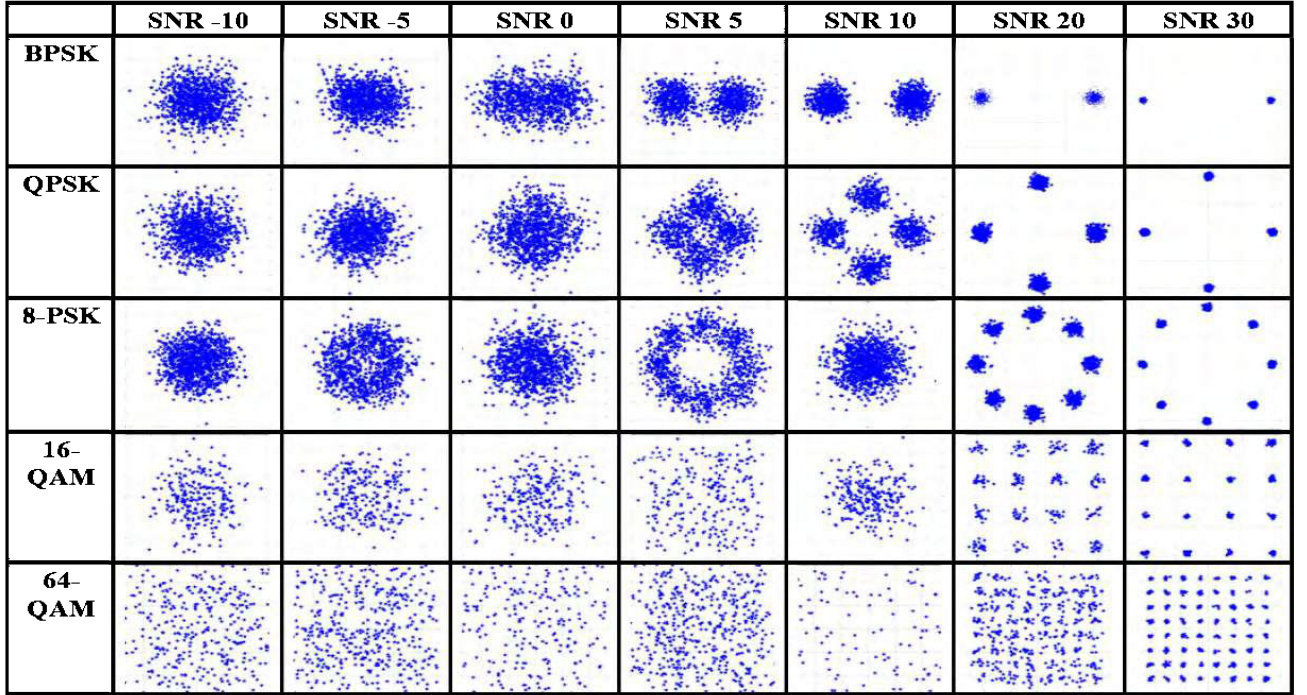 SNR -10 SNR -5 SNR 0 SNR 5 SNR 10 SNR 20 SNR 30
BPSK
QPSK
8-PSK
16-
QAM
64-
QAM